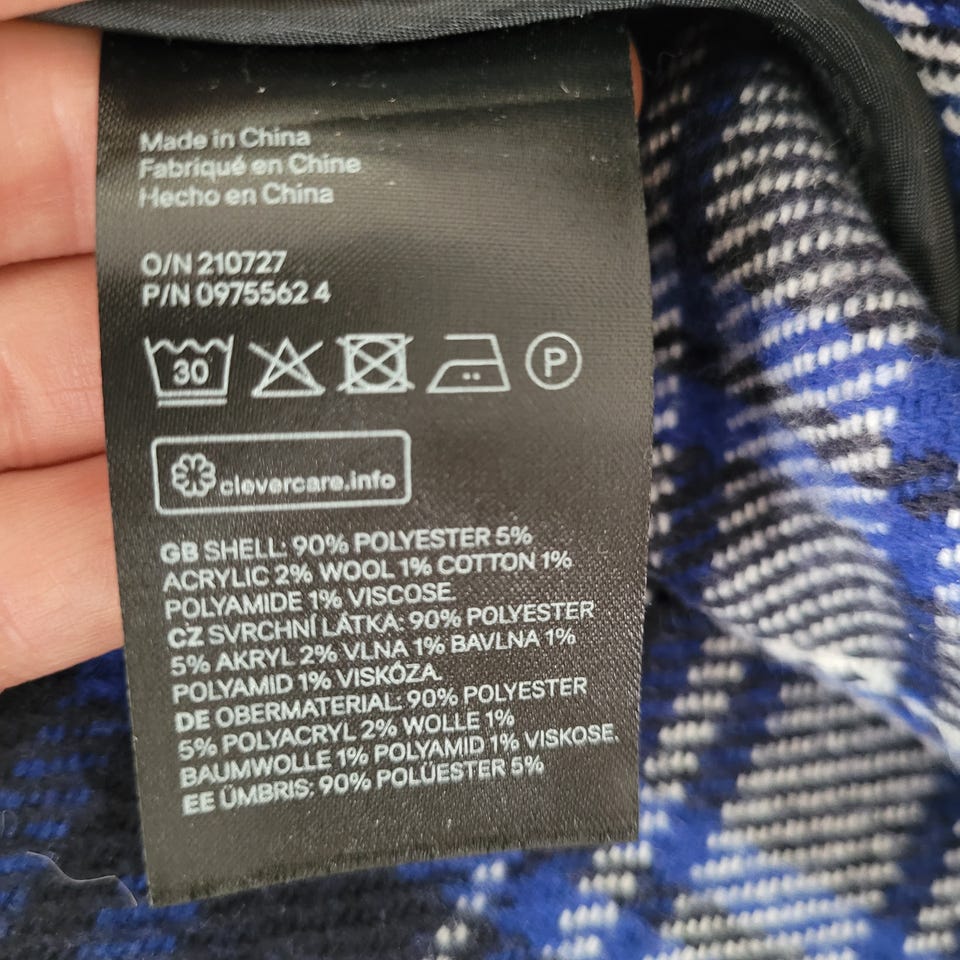 Made in China
Fabriqué en Chine
Hecho en China
O/N 210727
P/N 0975562 4
30 P
clevercare.info
GB SHELL: 90% POLYESTER 5%
ACRYLIC 2% WOOL 1% COTTON 1%
POLYAMIDE 1% VISCOSE
CZ SVRCHNÍ LÁTKA: 90% POLYESTER
5% AKRYL 2% VLNA 1% BAVLNA 1%
POLYAMID 1% VISKÓZA.
DE OBERMATERIAL: 90% POLYESTER
5% POLYACRYL 2% WOLLE 1%
BAUMWOLLE 1% POLYAMID 1% VISKOSE.
EE ÜMBRIS: 90% POLÜESTER 5%